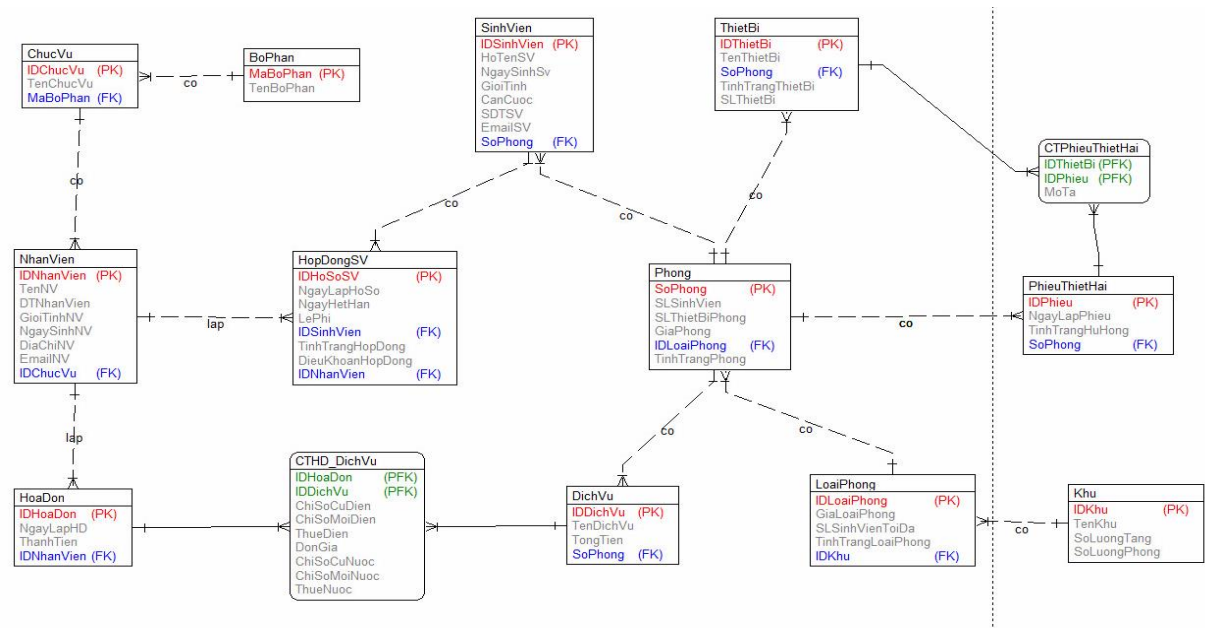 ChucVu
IDChucVu (PK)
TenChucVu
MaBoPhan (FK)
co
BoPhan
MaBoPhan (PK)
TenBoPhan
SinhVien
IDSinhVien (PK)
HoTenSV
NgaySinhSv
GioiTinh
CanCuoc
SDTSV
EmailSV
SoPhong (FK)
ThietBi
IDThietBi (PK)
TenThietBi
SoPhong (FK)
TinhTrangThietBi
SLThietBi
CTPhieuThietHai
IDThietBi (PFK)
IDPhieu (PFK)
MoTa
co
co
co
co
NhanVien
IDNhanVien (PK)
TenNV
DTNhanVien
GioiTinhNV
NgaySinhNV
DiaChiNV
EmailNV
IDChucVu (FK)
lap
HopDongSV
IDHoSoSV (PK)
NgayLapHoSo
NgayHetHan
LePhi
IDSinhVien (FK)
TinhTrangHopDong
DieuKhoanHopDong
IDNhanVien (FK)
Phong
SoPhong (PK)
SLSinhVien
SLThietBiPhong
GiaPhong
IDLoaiPhong (FK)
TinhTrangPhong
co
PhieuThietHai
IDPhieu (PK)
NgayLapPhieu
TinhTrangHuHong
SoPhong (FK)
lap
co
co
HoaDon
IDHoaDon (PK)
NgayLapHD
ThanhTien
IDNhanVien (FK)
CTHD_DichVu
IDHoaDon (PFK)
IDDichVu (PFK)
ChiSoCuDien
ChiSoMoiDien
ThueDien
DonGia
ChiSoCuNuoc
ChiSoMoiNuoc
ThueNuoc
DichVu
IDDichVu (PK)
TenDichVu
TongTien
SoPhong (FK)
LoaiPhong
IDLoaiPhong (PK)
GiaLoaiPhong
SLSinhVienToiDa
TinhTrangLoaiPhong
IDKhu (FK)
co
Khu
IDKhu (PK)
TenKhu
SoLuongTang
SoLuongPhong